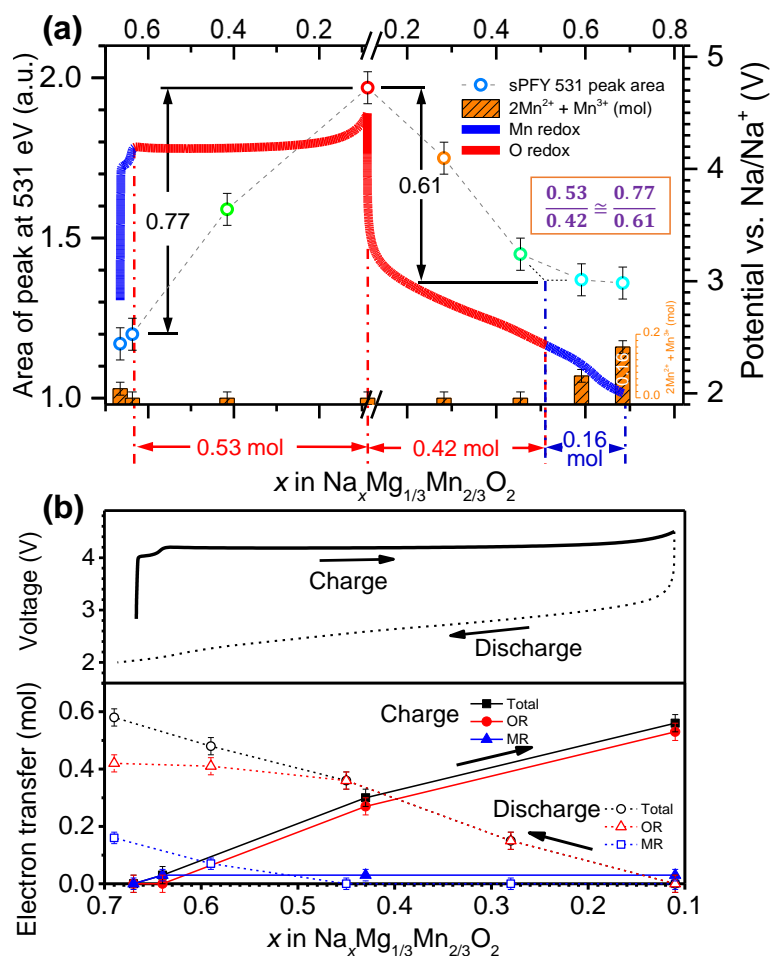 (a)
0.6 0.4 0.2 0.2 0.4 0.6 0.8
Area of peak at 531 eV (a.u.)
2.0
1.8
1.5
1.3
1.0
Potential vs. Na/Na⁺ (V)
5
4
3
2
sPFY 531 peak area
2Mn²⁺ + Mn³⁺ (mol)
Mn redox
O redox
0.77
0.61
0.53/0.42 ≅ 0.77/0.61
0.2
0.0
2Mn²⁺ + Mn³⁺ (mol)
0.16
0.53 mol
0.42 mol
0.16
mol
x in NaₓMg₁/₃Mn₂/₃O₂
(b)
Voltage (V)
4
3
2
Charge
Discharge
Electron transfer (mol)
0.6
0.4
0.2
0.0
Charge
Total
OR
MR
Discharge
Total
OR
MR
0.7 0.6 0.5 0.4 0.3 0.2 0.1
x in NaₓMg₁/₃Mn₂/₃O₂